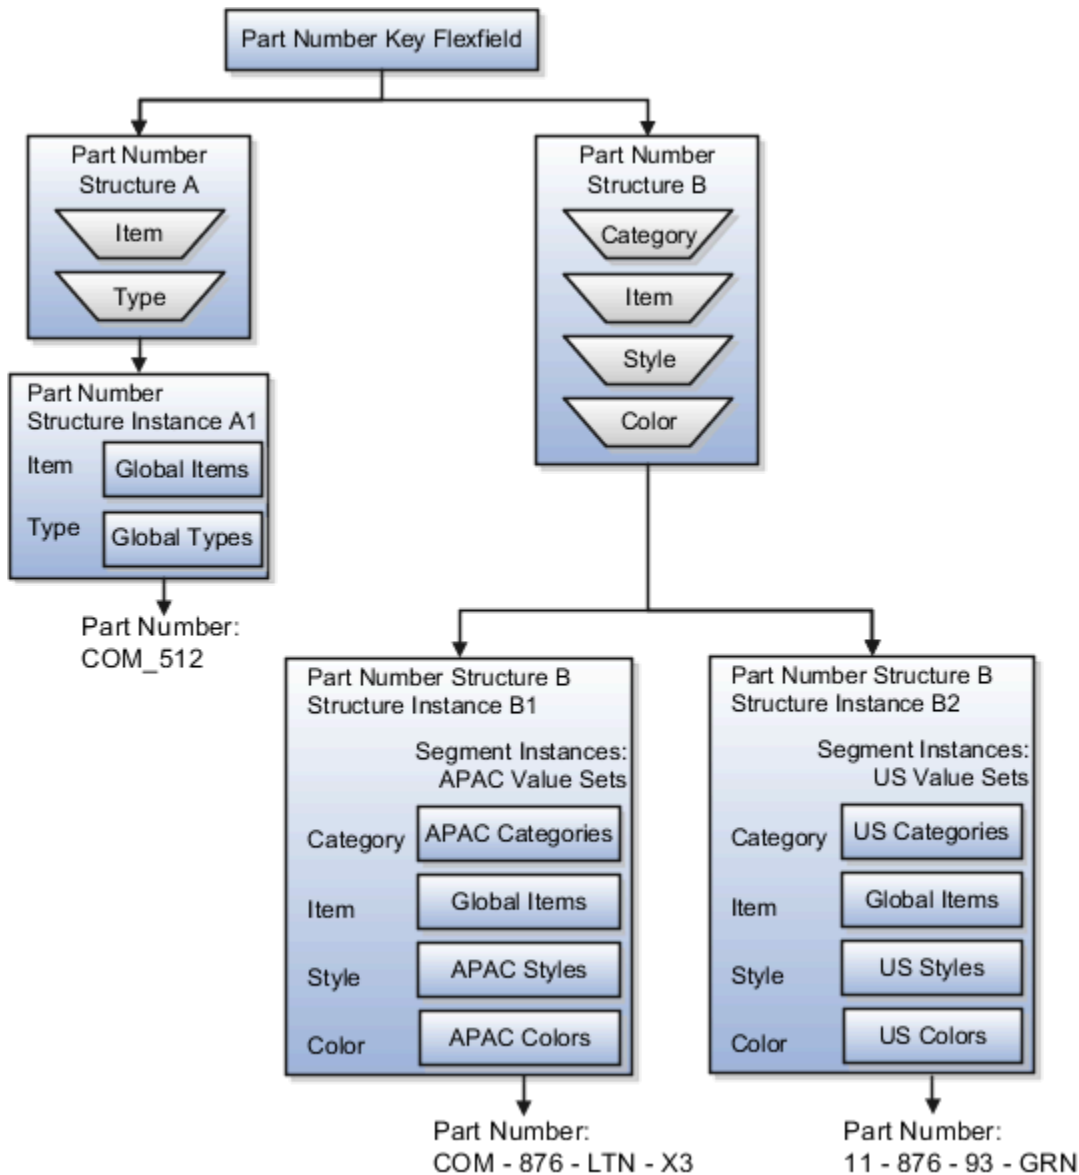 Part Number Key Flexfield
Part Number
Structure A
Item
Type
Part Number
Structure B
Category
Item
Style
Color
Part Number
Structure Instance A1
Item
Global Items
Type
Global Types
Part Number:
COM_512
Part Number Structure B
Structure Instance B1
Segment Instances:
APAC Value Sets
Category
APAC Categories
Item
Global Items
Style
APAC Styles
Color
APAC Colors
Part Number:
COM - 876 - LTN - X3
Part Number Structure B
Structure Instance B2
Segment Instances:
US Value Sets
Category
US Categories
Item
Global Items
Style
US Styles
Color
US Colors
Part Number:
11 - 876 - 93 - GRN